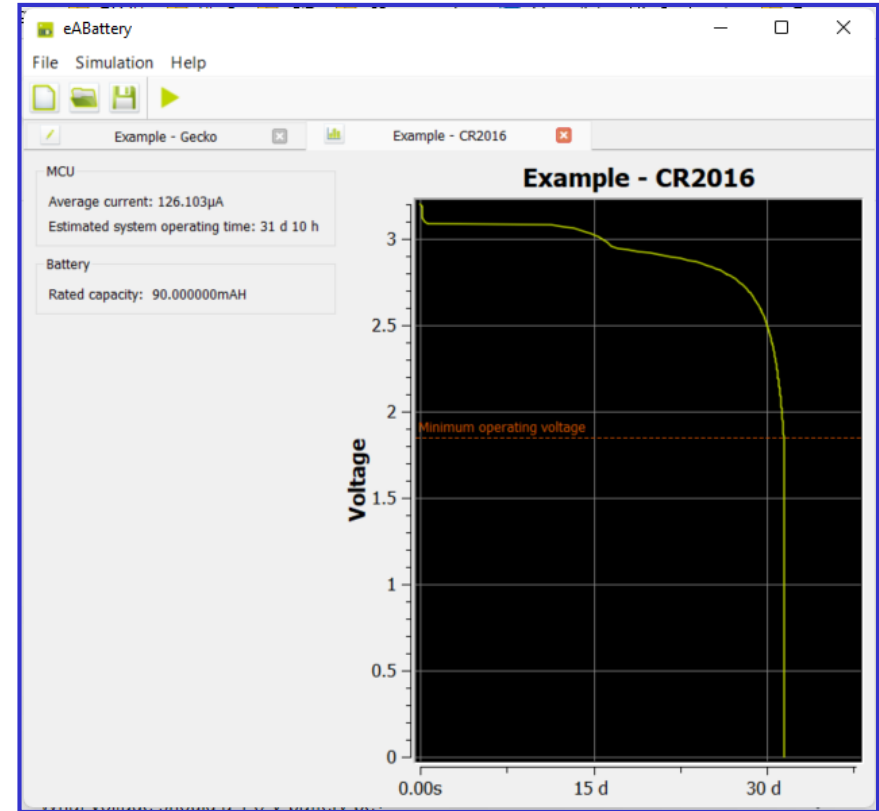 eABattery
File Simulation Help
Example - Gecko
Example - CR2016
MCU
Average current: 126.103µA
Estimated system operating time: 31 d 10 h
Battery
Rated capacity: 90.000000mAH
Example - CR2016
Voltage
3
2.5
2
Minimum operating voltage
1.5
1
0.5
0
0.00s 15 d 30 d